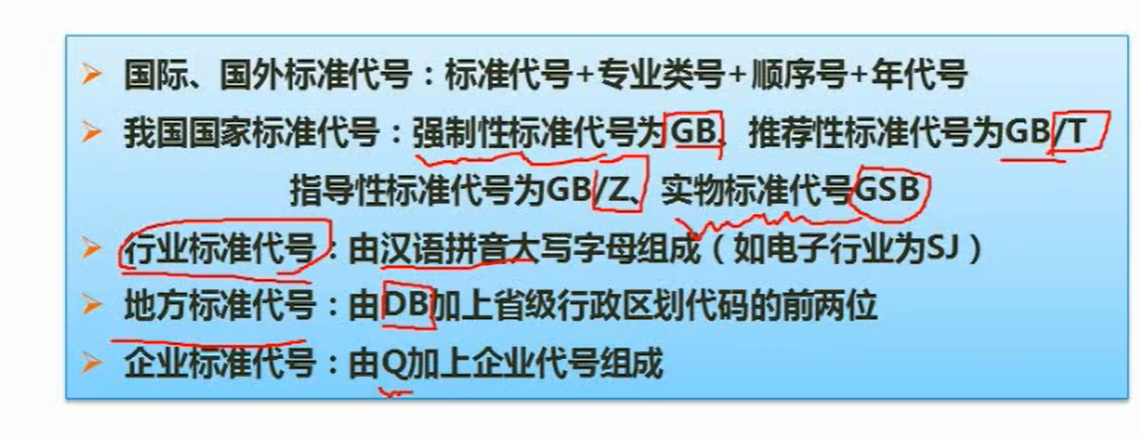 国际、国外标准代号：标准代号+专业类号+顺序号+年代号
我国国家标准代号：强制性标准代号为GB、推荐性标准代号为GB/T
指导性标准代号为GB/Z、实物标准代号GSB
行业标准代号：由汉语拼音大写字母组成（如电子行业为SJ）
地方标准代号：由DB加上省级行政区划代码的前两位
企业标准代号：由Q加上企业代号组成